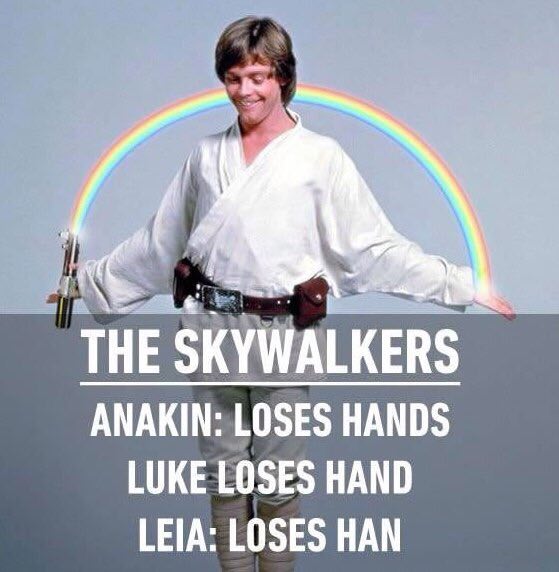 THE SKYWALKERS
ANAKIN: LOSES HANDS
LUKE LOSES HAND
LEIA: LOSES HAN